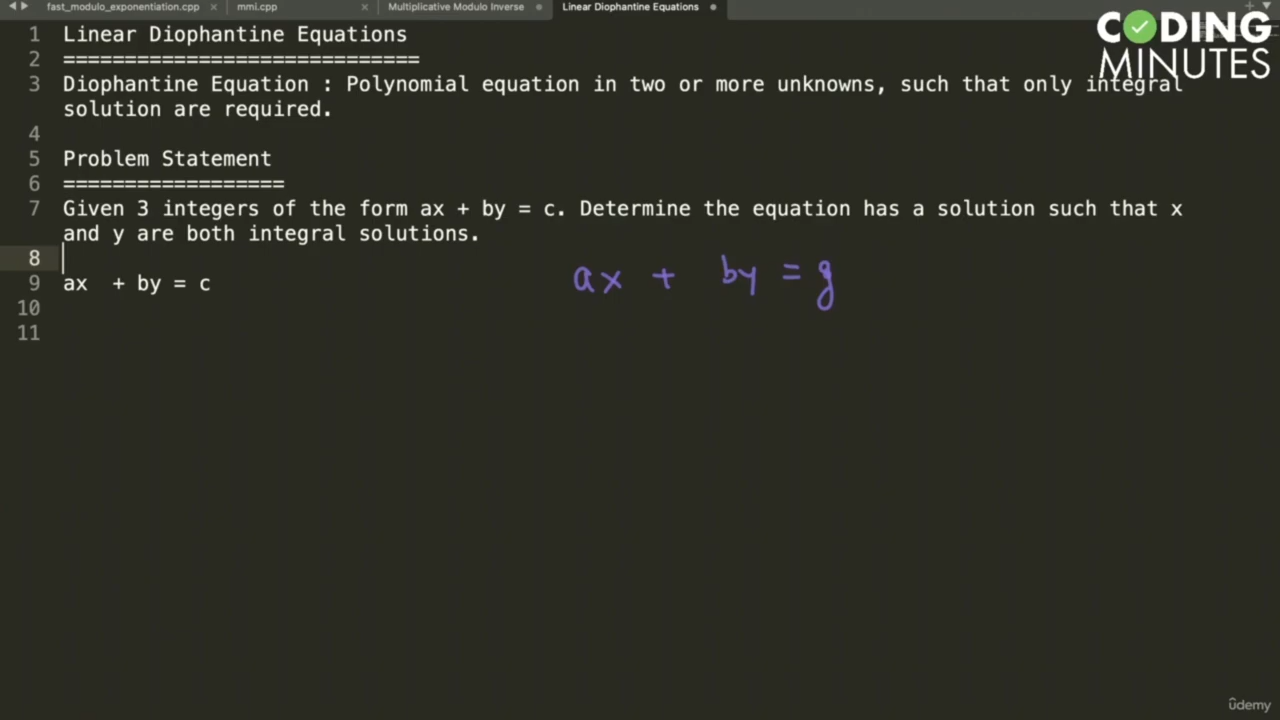 fast_modulo_exponentiation.cpp × mmi.cpp × Multiplicative Modulo Inverse Linear Diophantine Equations
CODING
MINUTES
1 Linear Diophantine Equations
2 =============================
3 Diophantine Equation : Polynomial equation in two or more unknowns, such that only integral
solution are required.
4
5 Problem Statement
6 ==================
7 Given 3 integers of the form ax + by = c. Determine the equation has a solution such that x
and y are both integral solutions.
8
9 ax + by = c
ax + by = g
10
11
ûdemy